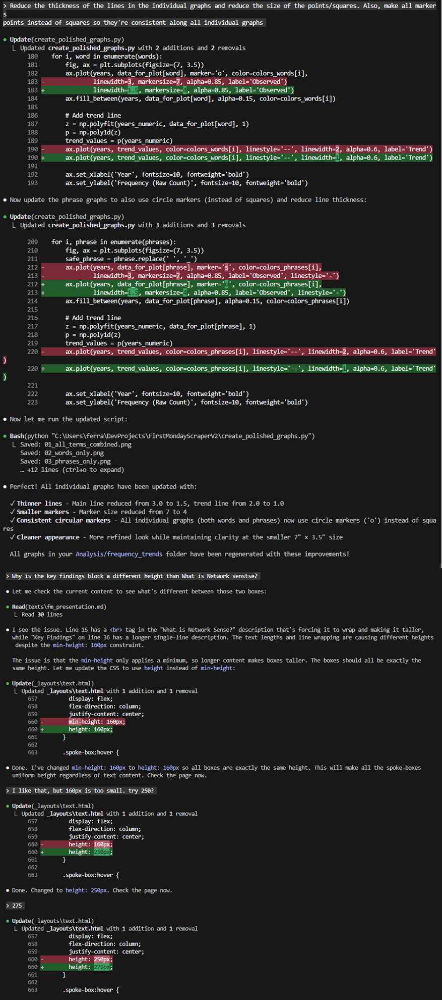 > Reduce the thickness of the lines in the individual graphs and reduce the size of the points/squares. Also, make all marker
s
points instead of squares so they're consistent along all individual graphs
● Update(create_polished_graphs.py)
⎿ Updated create_polished_graphs.py with 2 additions and 2 removals
180 for i, word in enumerate(words):
181 fig, ax = plt.subplots(figsize=(7, 3.5))
182 ax.plot(years, data_for_plot[word], marker='o', color=colors_words[i],
183 - linewidth=3, markersize=7, alpha=0.85, label='Observed')
183 + linewidth=1.5, markersize=4, alpha=0.85, label='Observed')
184 ax.fill_between(years, data_for_plot[word], alpha=0.15, color=colors_words[i])
185
186 # Add trend line
187 z = np.polyfit(years_numeric, data_for_plot[word], 1)
188 p = np.poly1d(z)
189 trend_values = p(years_numeric)
190 - ax.plot(years, trend_values, color=colors_words[i], linestyle='--', linewidth=2, alpha=0.6, label='Trend')
190 + ax.plot(years, trend_values, color=colors_words[i], linestyle='--', linewidth=1, alpha=0.6, label='Trend')
191
192 ax.set_xlabel('Year', fontsize=10, fontweight='bold')
193 ax.set_ylabel('Frequency (Raw Count)', fontsize=10, fontweight='bold')
● Now update the phrase graphs to also use circle markers (instead of squares) and reduce line thickness:
● Update(create_polished_graphs.py)
⎿ Updated create_polished_graphs.py with 3 additions and 3 removals
209 for i, phrase in enumerate(phrases):
210 fig, ax = plt.subplots(figsize=(7, 3.5))
211 safe_phrase = phrase.replace(' ', '_')
212 - ax.plot(years, data_for_plot[phrase], marker='s', color=colors_phrases[i],
213 - linewidth=3, markersize=7, alpha=0.85, label='Observed', linestyle='-')
212 + ax.plot(years, data_for_plot[phrase], marker='o', color=colors_phrases[i],
213 + linewidth=1.5, markersize=4, alpha=0.85, label='Observed', linestyle='-')
214 ax.fill_between(years, data_for_plot[phrase], alpha=0.15, color=colors_phrases[i])
215
216 # Add trend line
217 z = np.polyfit(years_numeric, data_for_plot[phrase], 1)
218 p = np.poly1d(z)
219 trend_values = p(years_numeric)
220 - ax.plot(years, trend_values, color=colors_phrases[i], linestyle='--', linewidth=2, alpha=0.6, label='Trend'
)
220 + ax.plot(years, trend_values, color=colors_phrases[i], linestyle='--', linewidth=1, alpha=0.6, label='Trend'
)
221
222 ax.set_xlabel('Year', fontsize=10, fontweight='bold')
223 ax.set_ylabel('Frequency (Raw Count)', fontsize=10, fontweight='bold')
● Now let me run the updated script:
● Bash(python "C:\Users\ferra\DevProjects\FirstMondayScraperV2\create_polished_graphs.py")
⎿ Saved: 01_all_terms_combined.png
Saved: 02_words_only.png
Saved: 03_phrases_only.png
… +12 lines (ctrl+o to expand)
● Perfect! All individual graphs have been updated with:
✓ Thinner lines - Main line reduced from 3.0 to 1.5, trend line from 2.0 to 1.0
✓ Smaller markers - Marker size reduced from 7 to 4
✓ Consistent circular markers - All individual graphs (both words and phrases) now use circle markers ('o') instead of squa
res
✓ Cleaner appearance - More refined look while maintaining clarity at the smaller 7" × 3.5" size
All graphs in your Analysis/frequency_trends folder have been regenerated with these improvements!
> Why is the key findings block a different height than What is Network senstse?
● Let me check the current content to see what's different between those two boxes:
● Read(texts\fm_presentation.md)
⎿ Read 30 lines
● I see the issue. Line 15 has a <br> tag in the "What is Network Sense?" description that's forcing it to wrap and making it taller,
while "Key Findings" on line 36 has a longer single-line description. The text lengths and line wrapping are causing different heights
despite the min-height: 160px constraint.
The issue is that the min-height only applies a minimum, so longer content makes boxes taller. The boxes should all be exactly the
same height. Let me update the CSS to use height instead of min-height:
● Update(_layouts\text.html)
⎿ Updated _layouts\text.html with 1 addition and 1 removal
657 display: flex;
658 flex-direction: column;
659 justify-content: center;
660 - min-height: 160px;
660 + height: 160px;
661 }
662
663 .spoke-box:hover {
● Done. I've changed min-height: 160px to height: 160px so all boxes are exactly the same height. This will make all the spoke-boxes
uniform height regardless of text content. Check the page now.
> I like that, but 160px is too small. try 250?
● Update(_layouts\text.html)
⎿ Updated _layouts\text.html with 1 addition and 1 removal
657 display: flex;
658 flex-direction: column;
659 justify-content: center;
660 - height: 160px;
660 + height: 250px;
661 }
662
663 .spoke-box:hover {
● Done. Changed to height: 250px. Check the page now.
> 275
● Update(_layouts\text.html)
⎿ Updated _layouts\text.html with 1 addition and 1 removal
657 display: flex;
658 flex-direction: column;
659 justify-content: center;
660 - height: 250px;
660 + height: 275px;
661 }
662
663 .spoke-box:hover {